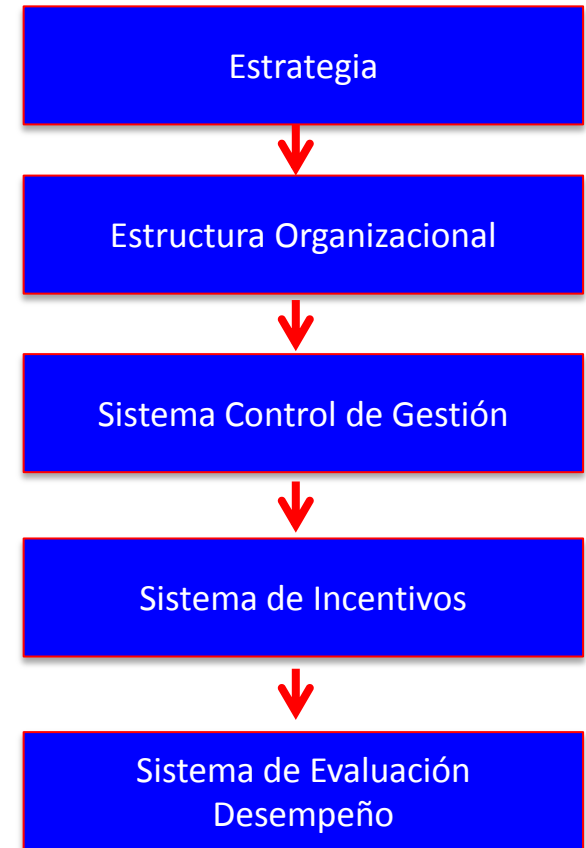 Estrategia
Estructura Organizacional
Sistema Control de Gestión
Sistema de Incentivos
Sistema de Evaluación
Desempeño